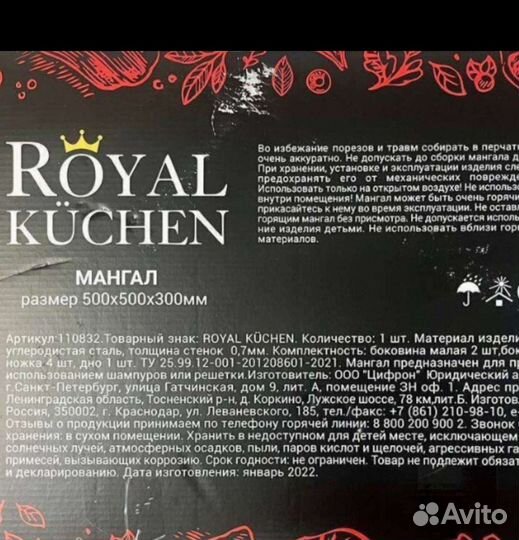 ROYAL
KÜCHEN
МАНГАЛ
размер 500x500x300мм
Во избежание порезов и травм собирать в перчат
очень аккуратно. Не допускать до сборки мангала д
При хранении, установке и эксплуатации изделия сле
предохранять его от механических поврежде
Использовать только на открытом воздухе! Не использо
внутри помещения! Мангал может быть очень горячи
прикасайтесь к нему во время эксплуатации. Не оставл
горящим мангал без присмотра. Не допускается использ
ние изделия детьми. Не использовать вблизи гор
материалов.
Артикул:110832.Товарный знак: ROYAL KÜCHEN. Количество: 1 шт. Материал издели
углеродистая сталь, толщина стенок 0,7мм. Комплектность: боковина малая 2 шт,бок
ножка 4 шт, дно 1 шт. ТУ 25.99.12-001-201208601-2021. Мангал предназначен для пр
использованием шампуров или решетки.Изготовитель: ООО "Цифрон" Юридический а
г.Санкт-Петербург, улица Гатчинская, дом 9, лит. А, помещение 3Н оф. 1. Адрес пр
Ленинградская область, Тосненский р-н, д. Коркино, Лужское шоссе, 78 км,лит.Б. Изготов
Россия, 350002, г. Краснодар, ул. Леваневского, 185, тел./факс: +7 (861) 210-98-10, e-
Отзывы о продукции принимаем по телефону горячей линии: 8 800 200 900 2. Звонок
хранения: в сухом помещении. Хранить в недоступном для детей месте, исключающем
солнечных лучей, атмосферных осадков, пыли, паров кислот и щелочей, агрессивных га
примесей, вызывающих коррозию. Срок годности: не ограничен. Товар не подлежит обяза
и декларированию. Дата изготовления: январь 2022.
Avito